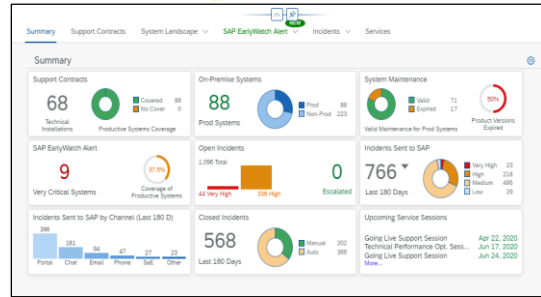 NEW
Summary Support Contracts System Landscape SAP EarlyWatch Alert Incidents Services
Summary
Support Contracts
68
Technical
Installations
Covered 88
No Cover 0
Productive Systems Coverage
On-Premise Systems
88
Prod Systems
Prod 88
Non-Prod 223
System Maintenance
Valid 71
Expired 17
Valid Maintenance for Prod Systems
50%
Product Versions
Expired
SAP EarlyWatch Alert
9
Very Critical Systems
37.5%
Coverage of
Productive Systems
Open Incidents
1,096 Total
44 Very High
339 High
0
Escalated
Incidents Sent to SAP
766
Last 180 Days
Very High 23
High 218
Medium 496
Low 29
Incidents Sent to SAP by Channel (Last 180 D)
396
181
94
47
27
23
Portal Chat Email Phone SaE Other
Closed Incidents
568
Last 180 Days
Manual 202
Auto 366
Upcoming Service Sessions
Going Live Support Session Apr 22, 2020
Technical Performance Opt. Sess... Jun 17, 2020
Going Live Support Session Jun 24, 2020
More...